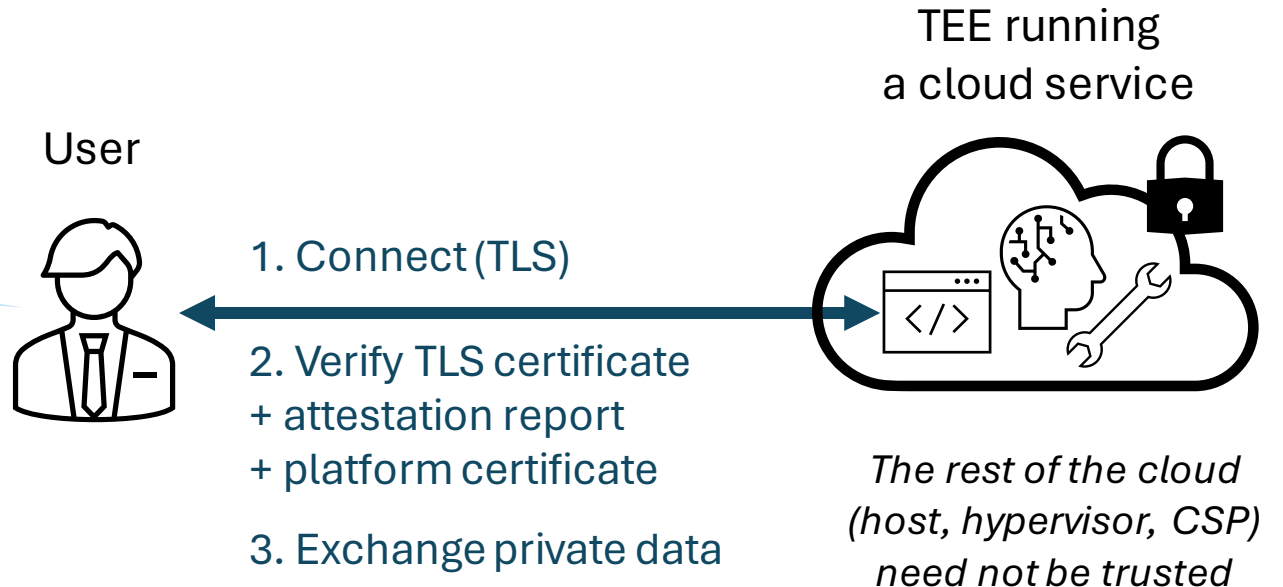 User
TEE running
a cloud service
1. Connect (TLS)
</>
2. Verify TLS certificate
+ attestation report
+ platform certificate
3. Exchange private data
The rest of the cloud
(host, hypervisor, CSP)
need not be trusted